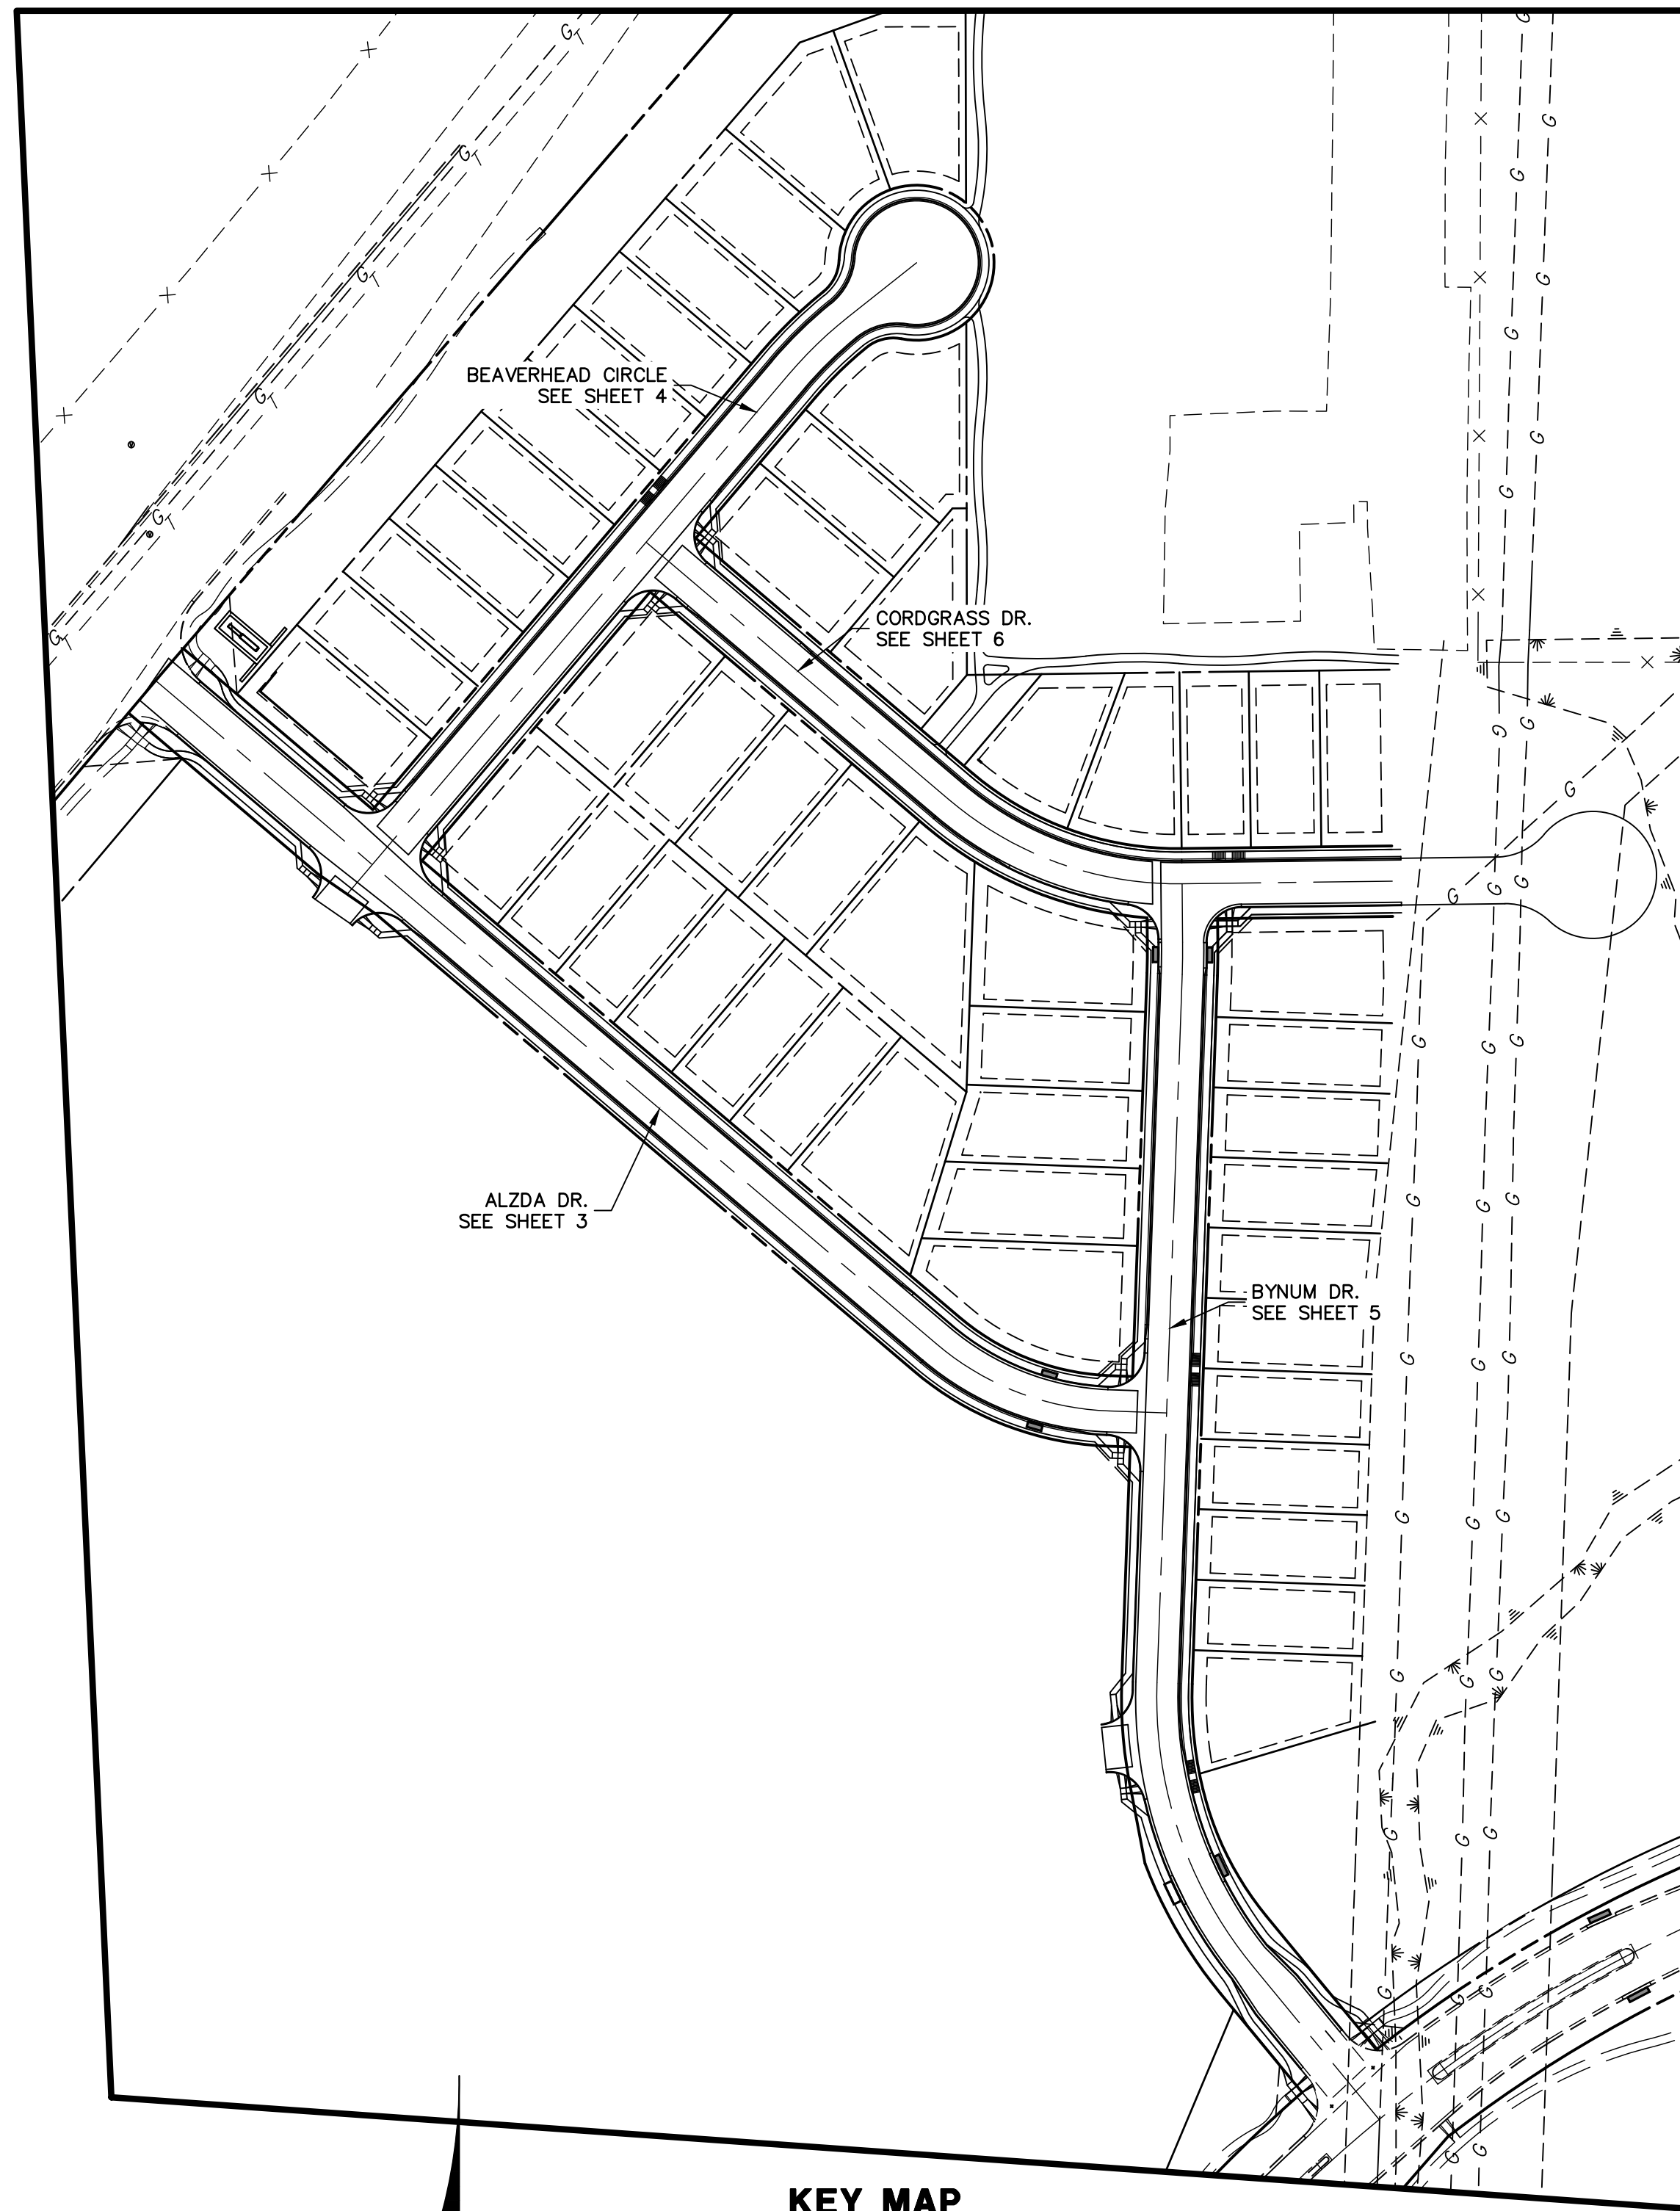 BEAVERHEAD CIRCLE
SEE SHEET 4
CORDGRASS DR.
SEE SHEET 6
ALZDA DR.
SEE SHEET 3
BYNUM DR.
SEE SHEET 5
KEY MAP